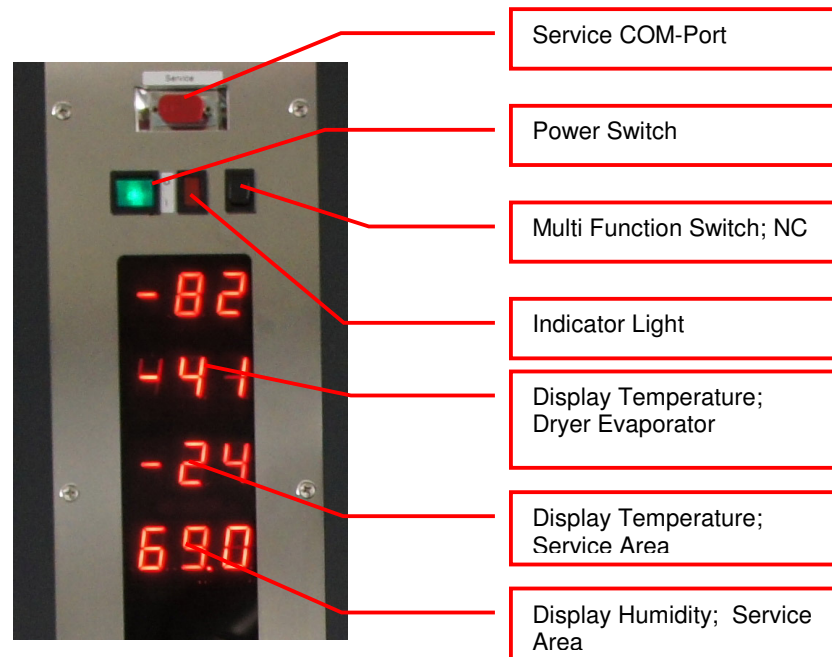 Service COM-Port
Service
Power Switch
Multi Function Switch; NC
Indicator Light
-82
-41
Display Temperature;
Dryer Evaporator
-24
Display Temperature;
Service Area
69.0
Display Humidity;  Service
Area